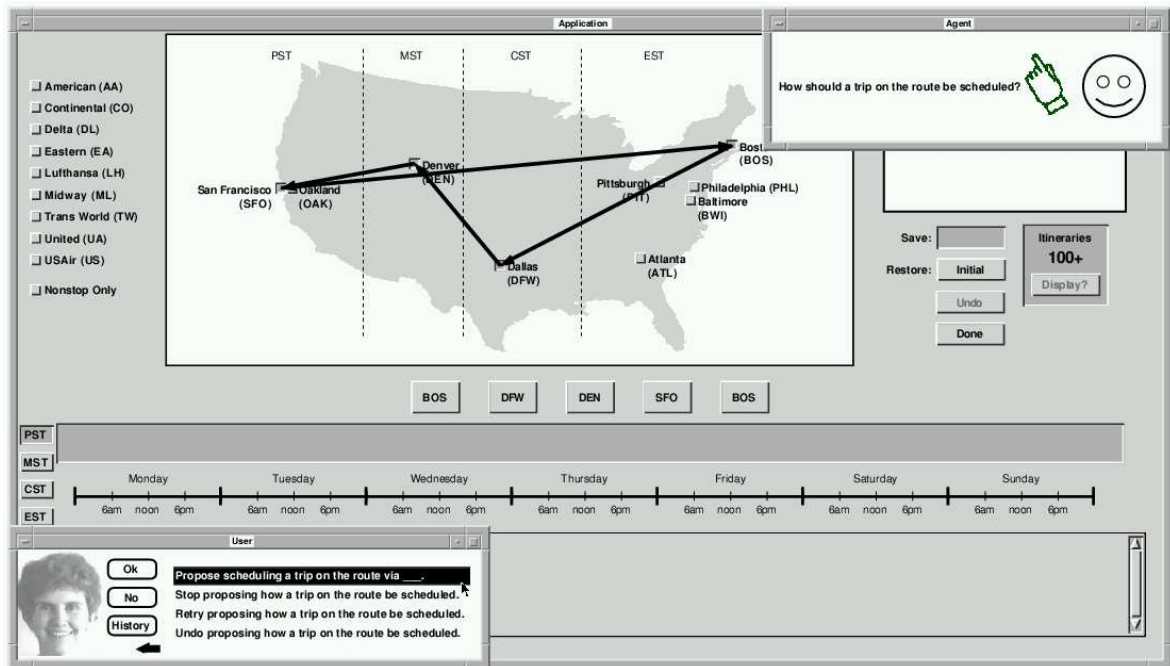 Application
Agent
PST
MST
CST
EST
How should a trip on the route be scheduled?
American (AA)
Continental (CO)
Delta (DL)
Eastern (EA)
Lufthansa (LH)
Midway (ML)
Trans World (TW)
United (UA)
USAir (US)
Nonstop Only
Denver
(DEN)
San Francisco
(SFO)
Oakland
(OAK)
Bost
(BOS)
Pittsburgh
(PIT)
Philadelphia (PHL)
Baltimore
(BWI)
Dallas
(DFW)
Atlanta
(ATL)
Save:
Restore:
Initial
Undo
Done
Itineraries
100+
Display?
BOS DFW DEN SFO BOS
PST
MST
CST
EST
Monday Tuesday Wednesday Thursday Friday Saturday Sunday
6am noon 6pm 6am noon 6pm 6am noon 6pm 6am noon 6pm 6am noon 6pm 6am noon 6pm 6am noon 6pm
User
Ok
No
History
Propose scheduling a trip on the route via ___.
Stop proposing how a trip on the route be scheduled.
Retry proposing how a trip on the route be scheduled.
Undo proposing how a trip on the route be scheduled.